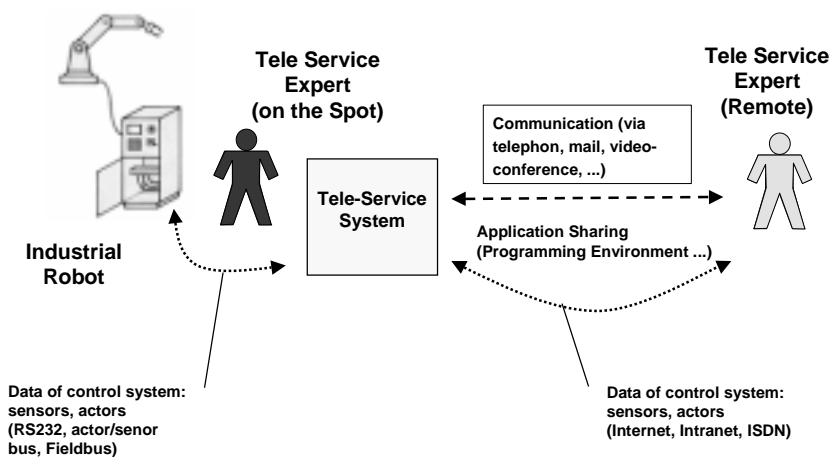 Tele Service
Expert
(on the Spot)
Tele Service
Expert
(Remote)
Communication (via
telephon, mail, video-
conference, ...)
Tele-Service
System
Application Sharing
(Programming Environment ...)
Industrial
Robot
Data of control system:
sensors, actors
(RS232, actor/senor
bus, Fieldbus)
Data of control system:
sensors, actors
(Internet, Intranet, ISDN)